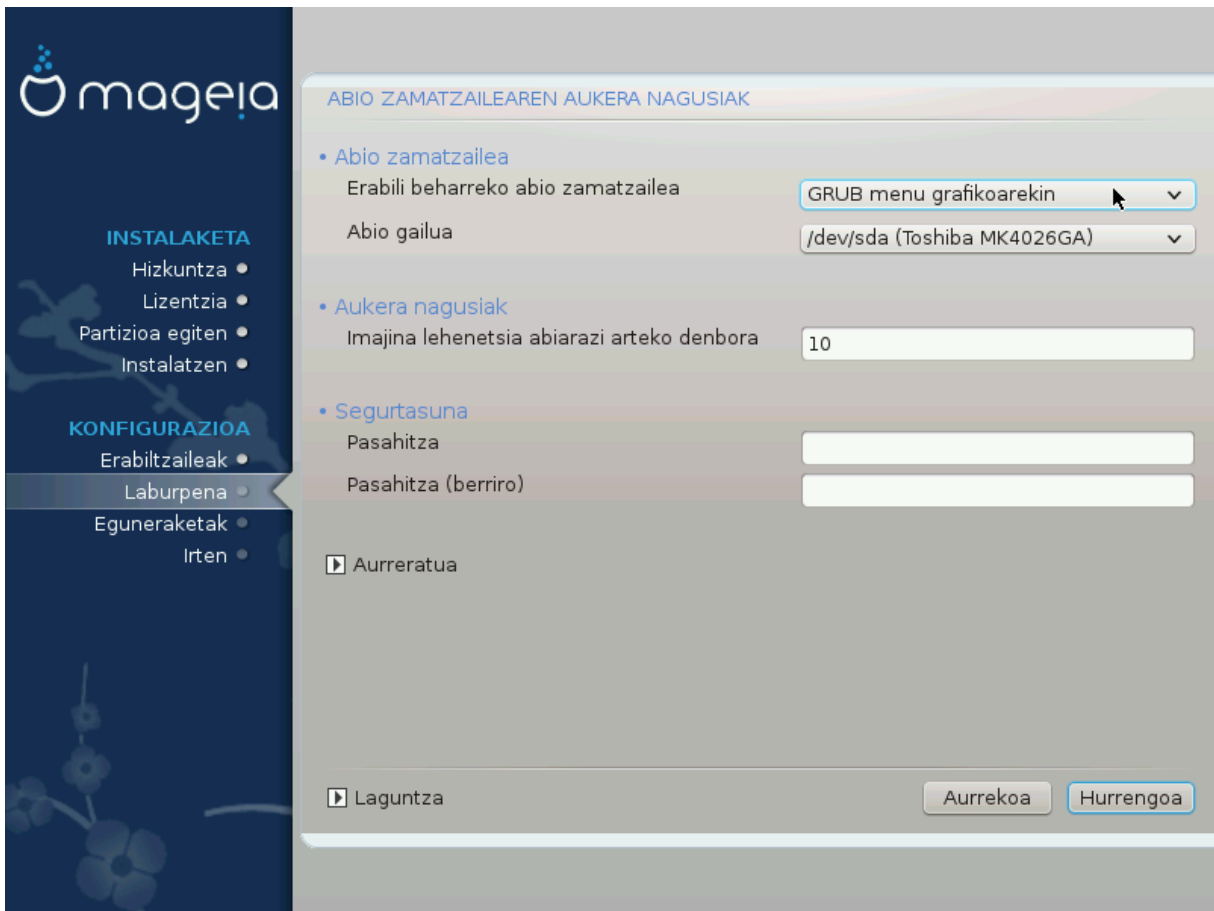 mageia
INSTALAKETA
Hizkuntza
Lizentzia
Partizioa egiten
Instalatzen
KONFIGURAZIOA
Erabiltzaileak
Laburpena
Eguneraketak
Irten
ABIO ZAMATZAILEAREN AUKERA NAGUSIAK
• Abio zamatzailea
Erabili beharreko abio zamatzailea GRUB menu grafikoarekin
Abio gailua /dev/sda (Toshiba MK4026GA)
• Aukera nagusiak
Imajina lehenetsia abiarazi arteko denbora 10
• Segurtasuna
Pasahitza
Pasahitza (berriro)
Aurreratua
Laguntza Aurrekoa Hurrengoa